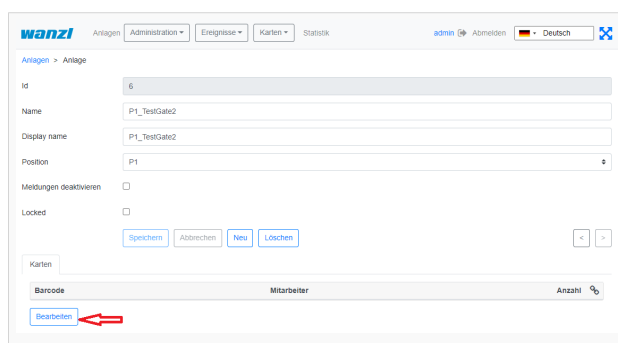 wanzl Anlagen Administration Ereignisse Karten Statistik admin Abmelden Deutsch
Anlagen > Anlage
Id 6
Name P1_TestGate2
Display name P1_TestGate2
Position P1
Meldungen deaktivieren
Locked
Speichern Abbrechen Neu Löschen < >
Karten
Barcode Mitarbeiter Anzahl
Bearbeiten